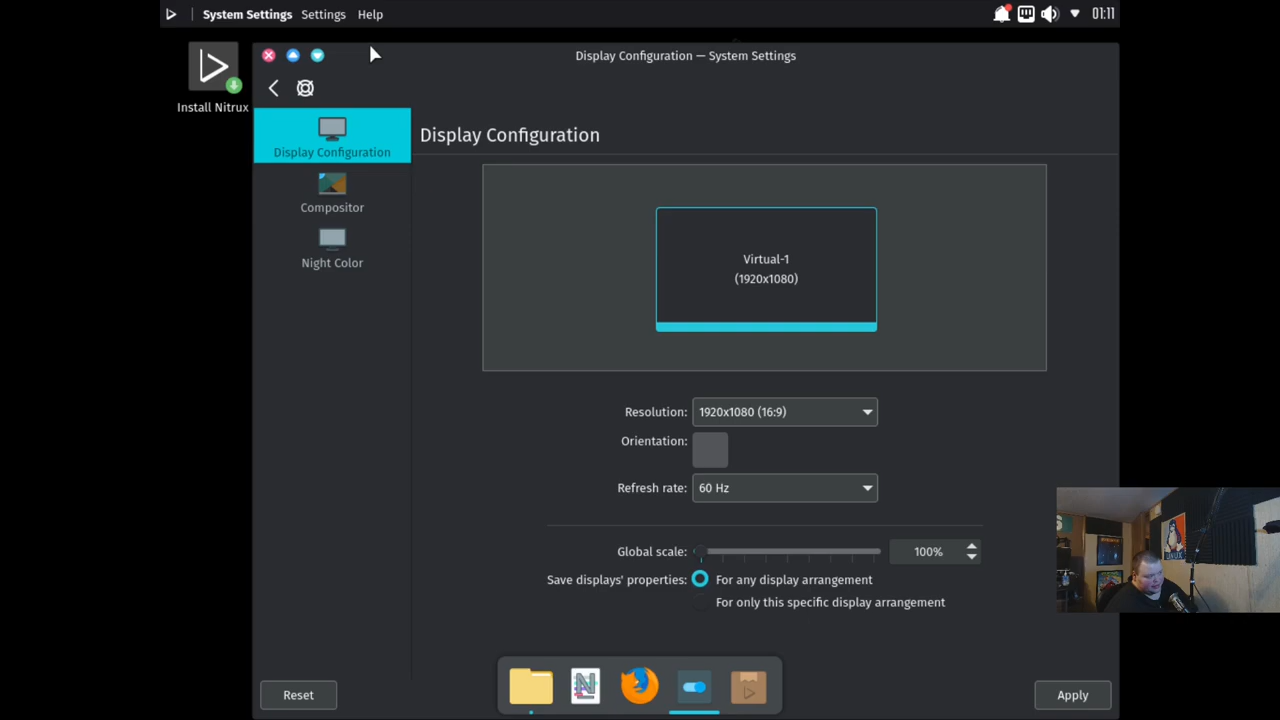 System Settings Settings Help
01:11
Display Configuration — System Settings
Install Nitrux
Display Configuration
Compositor
Night Color
Display Configuration
Virtual-1
(1920x1080)
Resolution: 1920x1080 (16:9)
Orientation:
Refresh rate: 60 Hz
Global scale: 100%
Save displays' properties: For any display arrangement
For only this specific display arrangement
Reset
Apply